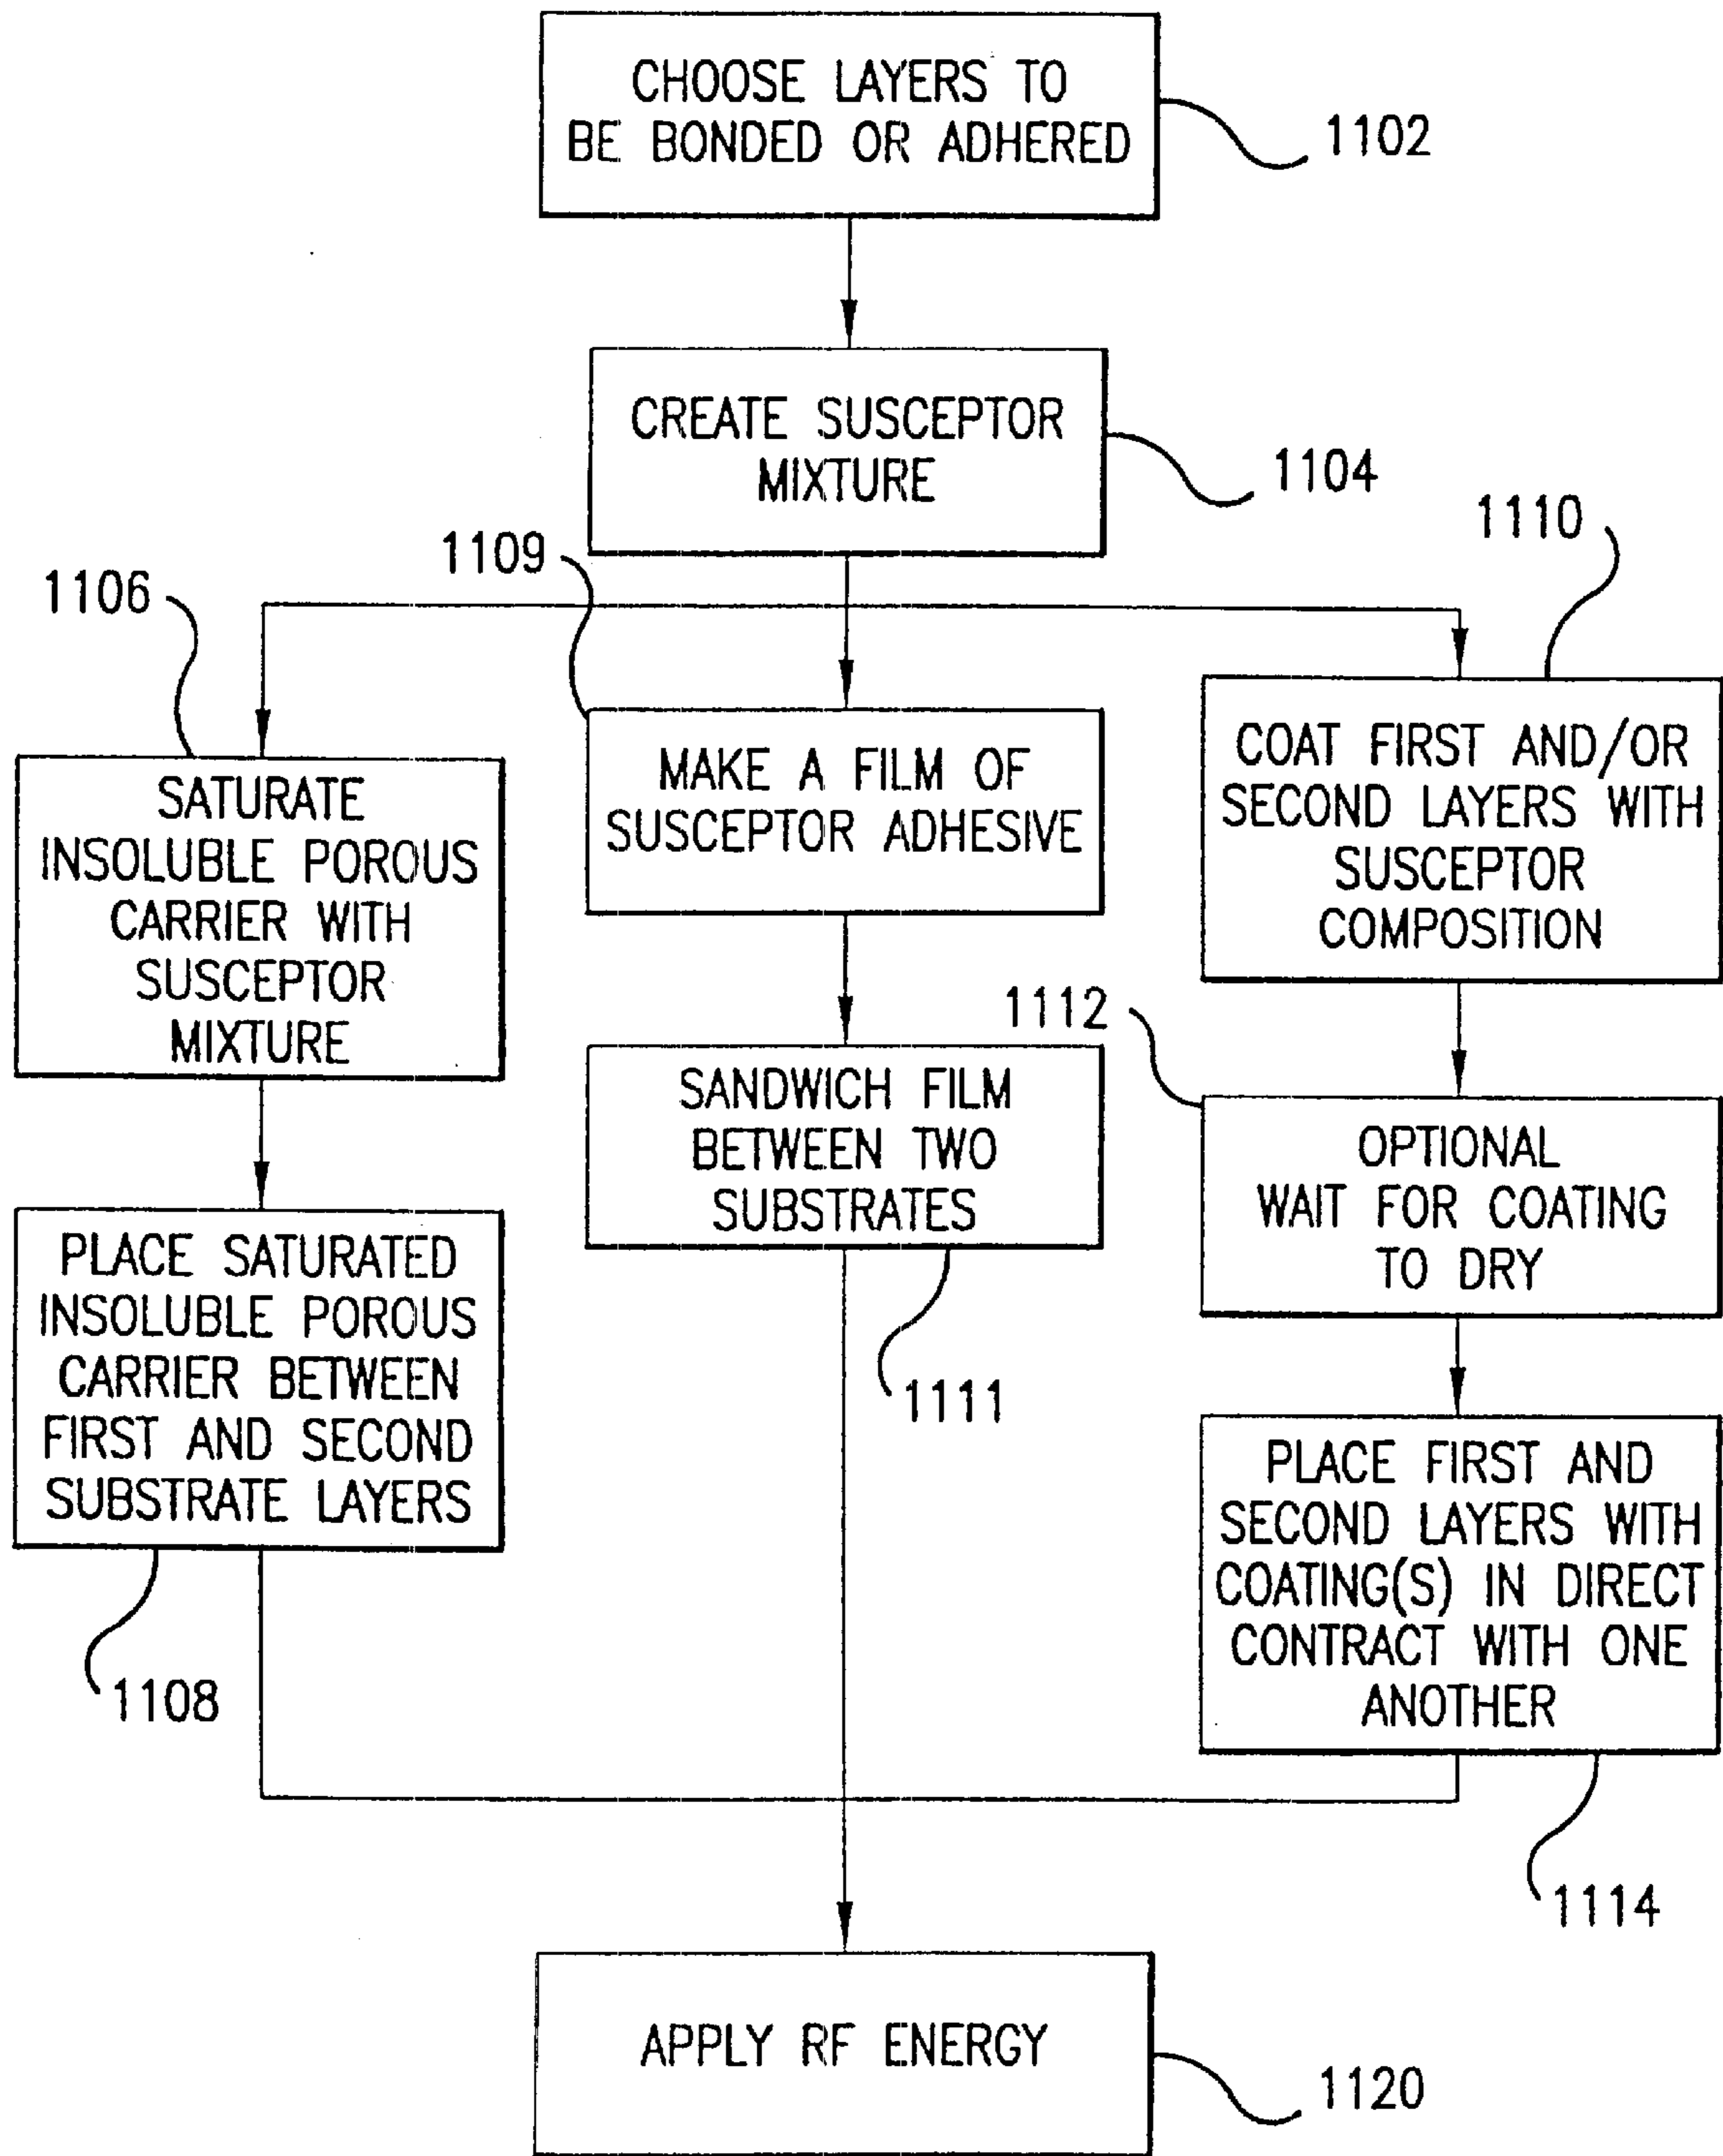 CHOOSE LAYERS TO
BE BONDED OR ADHERED
1102
CREATE SUSCEPTOR
MIXTURE
1104
1106
SATURATE
INSOLUBLE POROUS
CARRIER WITH
SUSCEPTOR
MIXTURE
PLACE SATURATED
INSOLUBLE POROUS
CARRIER BETWEEN
FIRST AND SECOND
SUBSTRATE LAYERS
1108
1109
MAKE A FILM OF
SUSCEPTOR ADHESIVE
SANDWICH FILM
BETWEEN TWO
SUBSTRATES
1111
1110
COAT FIRST AND/OR
SECOND LAYERS WITH
SUSCEPTOR
COMPOSITION
1112
OPTIONAL
WAIT FOR COATING
TO DRY
PLACE FIRST AND
SECOND LAYERS WITH
COATING(S) IN DIRECT
CONTRACT WITH ONE
ANOTHER
1114
APPLY RF ENERGY
1120